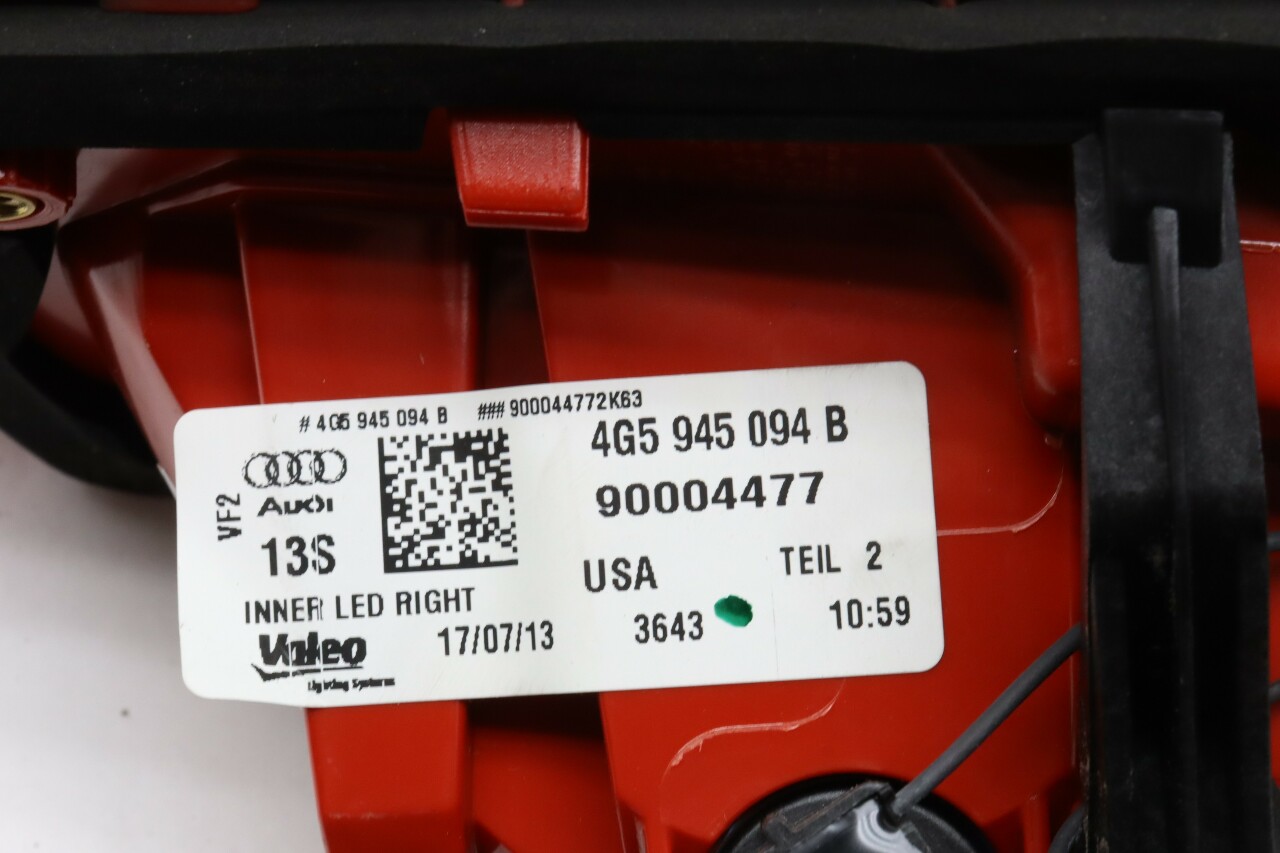 # 4G5 945 094 B ### 900044772K63
4G5 945 094 B
90004477
Audi
VF2
13S
USA TEIL 2
INNER LED RIGHT
Valeo
Lighting Systems
17/07/13 3643 10:59